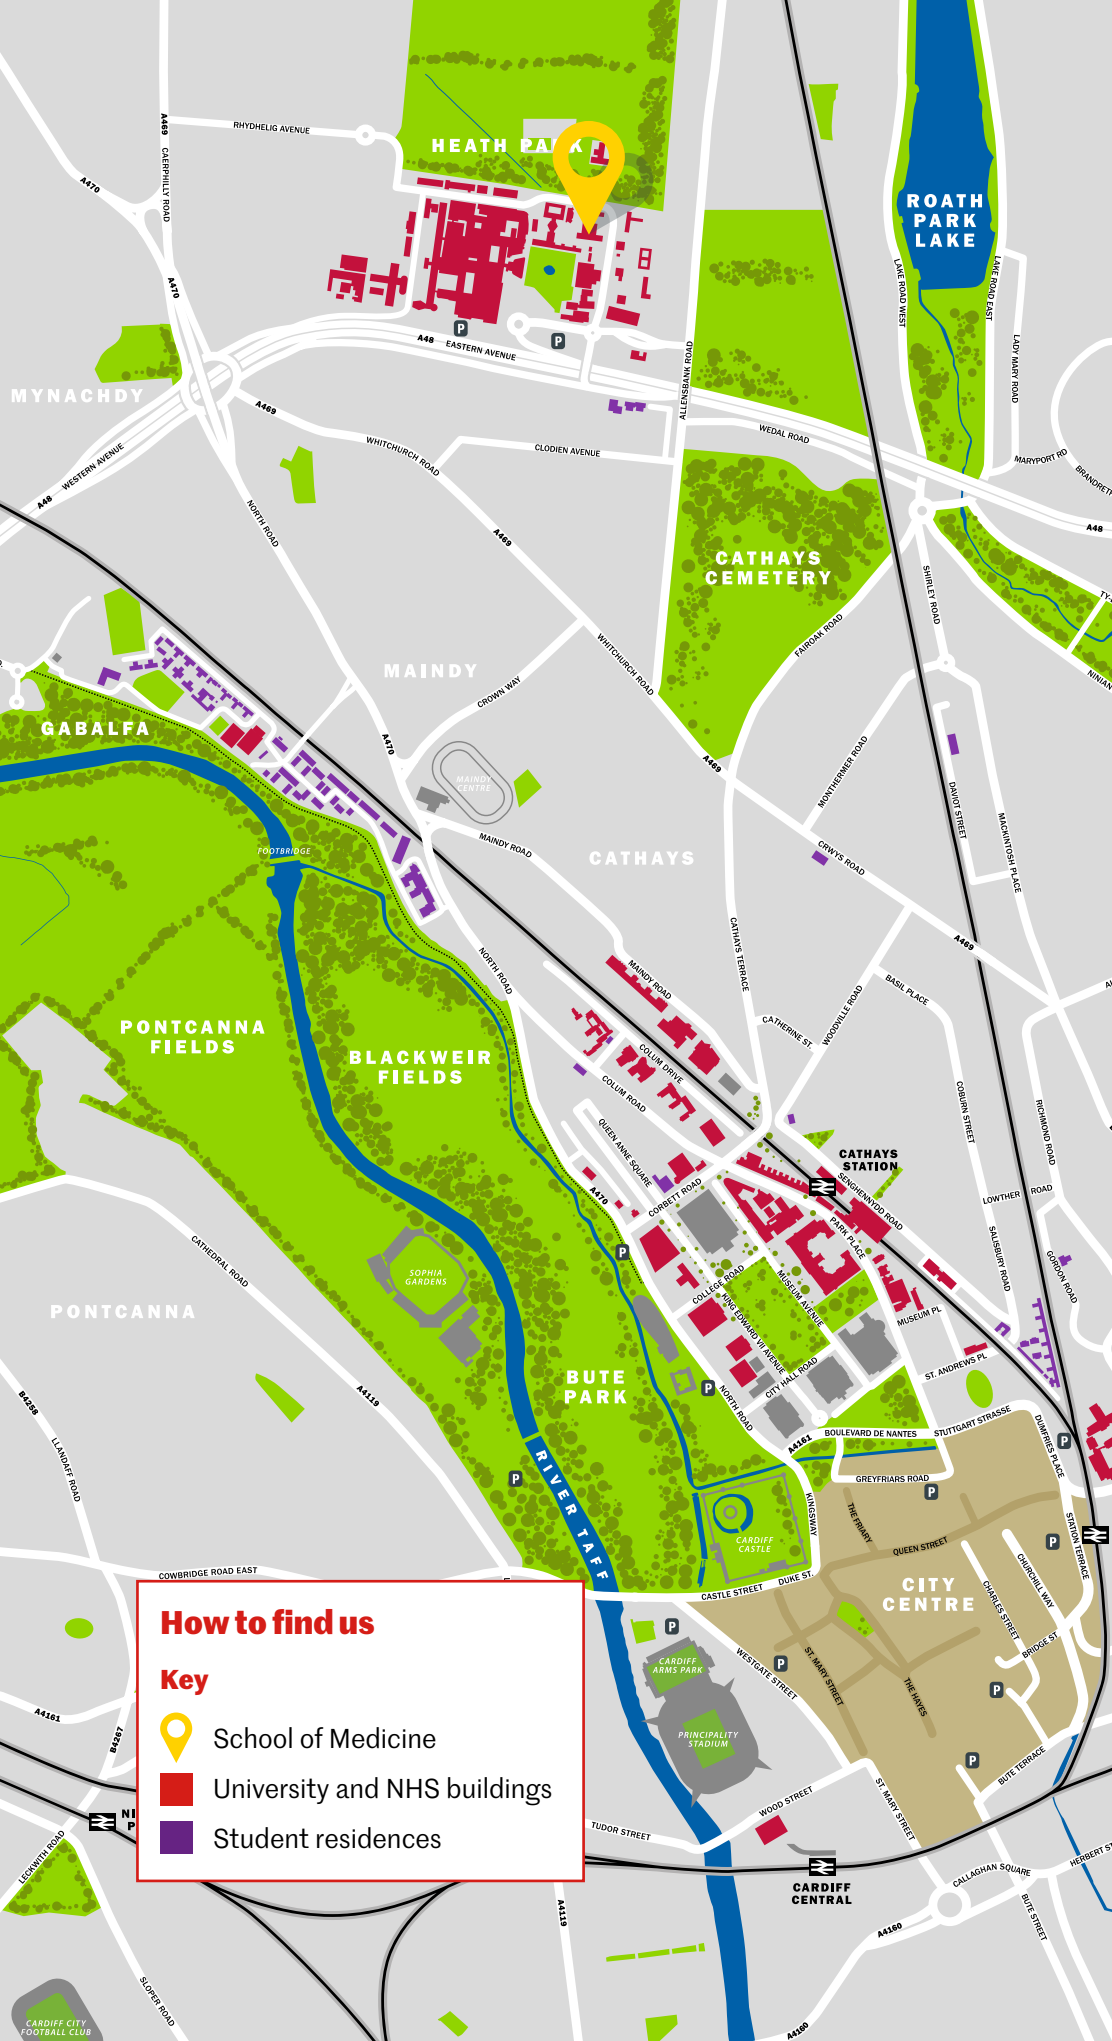 HEATH PARK
RHYDHELIG AVENUE
A469
CAERPHILLY ROAD
A470
A470
ROATH
PARK
LAKE
LAKE ROAD WEST
LAKE ROAD EAST
LADY MARY ROAD
P
P
A48
EASTERN AVENUE
ALLENSBANK ROAD
MYNACHDY
A469
WHITCHURCH ROAD
CLODIEN AVENUE
WEDAL ROAD
MARYPORT RD
WESTERN AVENUE
A48
NORTH ROAD
A469
A48
CATHAYS
CEMETERY
SHIRLEY ROAD
FAIROAK ROAD
WHITCHURCH ROAD
MAINDY
CROWN WAY
NINIAN
GABALFA
A470
MAINDY
CENTRE
A469
MONTHERMER ROAD
DAVIOT STREET
MACKINTOSH PLACE
MAINDY ROAD
CATHAYS
CRWYS ROAD
FOOTBRIDGE
A469
CATHAYS TERRACE
NORTH ROAD
MAINDY ROAD
BASIL PLACE
WOODVILLE ROAD
CATHERINE ST.
PONTCANNA
FIELDS
BLACKWEIR
FIELDS
COLUM DRIVE
COLUM ROAD
COBURN STREET
RICHMOND ROAD
QUEEN ANNE SQUARE
CATHAYS
STATION
CORBETT ROAD
A470
SENGHENNYDD ROAD
LOWTHER ROAD
PARK PLACE
SALISBURY ROAD
GORDON ROAD
CATHEDRAL ROAD
P
SOPHIA
GARDENS
COLLEGE ROAD
MUSEUM AVENUE
KING EDWARD VII AVENUE
MUSEUM PL
PONTCANNA
ST. ANDREWS PL
CITY HALL ROAD
BUTE
PARK
P
NORTH ROAD
A4119
B4258
LLANDAFF ROAD
A4161
BOULEVARD DE NANTES
STUTTGART STRASSE
DUMFRIES PLACE
P
GREYFRIARS ROAD
P
P
RIVER TAFF
KINGSWAY
THE FRIARY
QUEEN STREET
STATION TERRACE
P
CARDIFF
CASTLE
CHURCHILL WAY
CHARLES STREET
COWBRIDGE ROAD EAST
CASTLE STREET
DUKE ST.
CITY
CENTRE
P
CARDIFF
ARMS PARK
WESTGATE STREET
P
ST. MARY STREET
BRIDGE ST
THE HAYES
P
PRINCIPALITY
STADIUM
P
BUTE TERRACE
How to find us
Key
School of Medicine
University and NHS buildings
Student residences
A4161
B4267
WOOD STREET
ST. MARY STREET
TUDOR STREET
LECKWITH ROAD
CARDIFF
CENTRAL
CALLAGHAN SQUARE
HERBERT ST
BUTE STREET
A4119
A4160
SLOPER ROAD
CARDIFF CITY
FOOTBALL CLUB
A4160